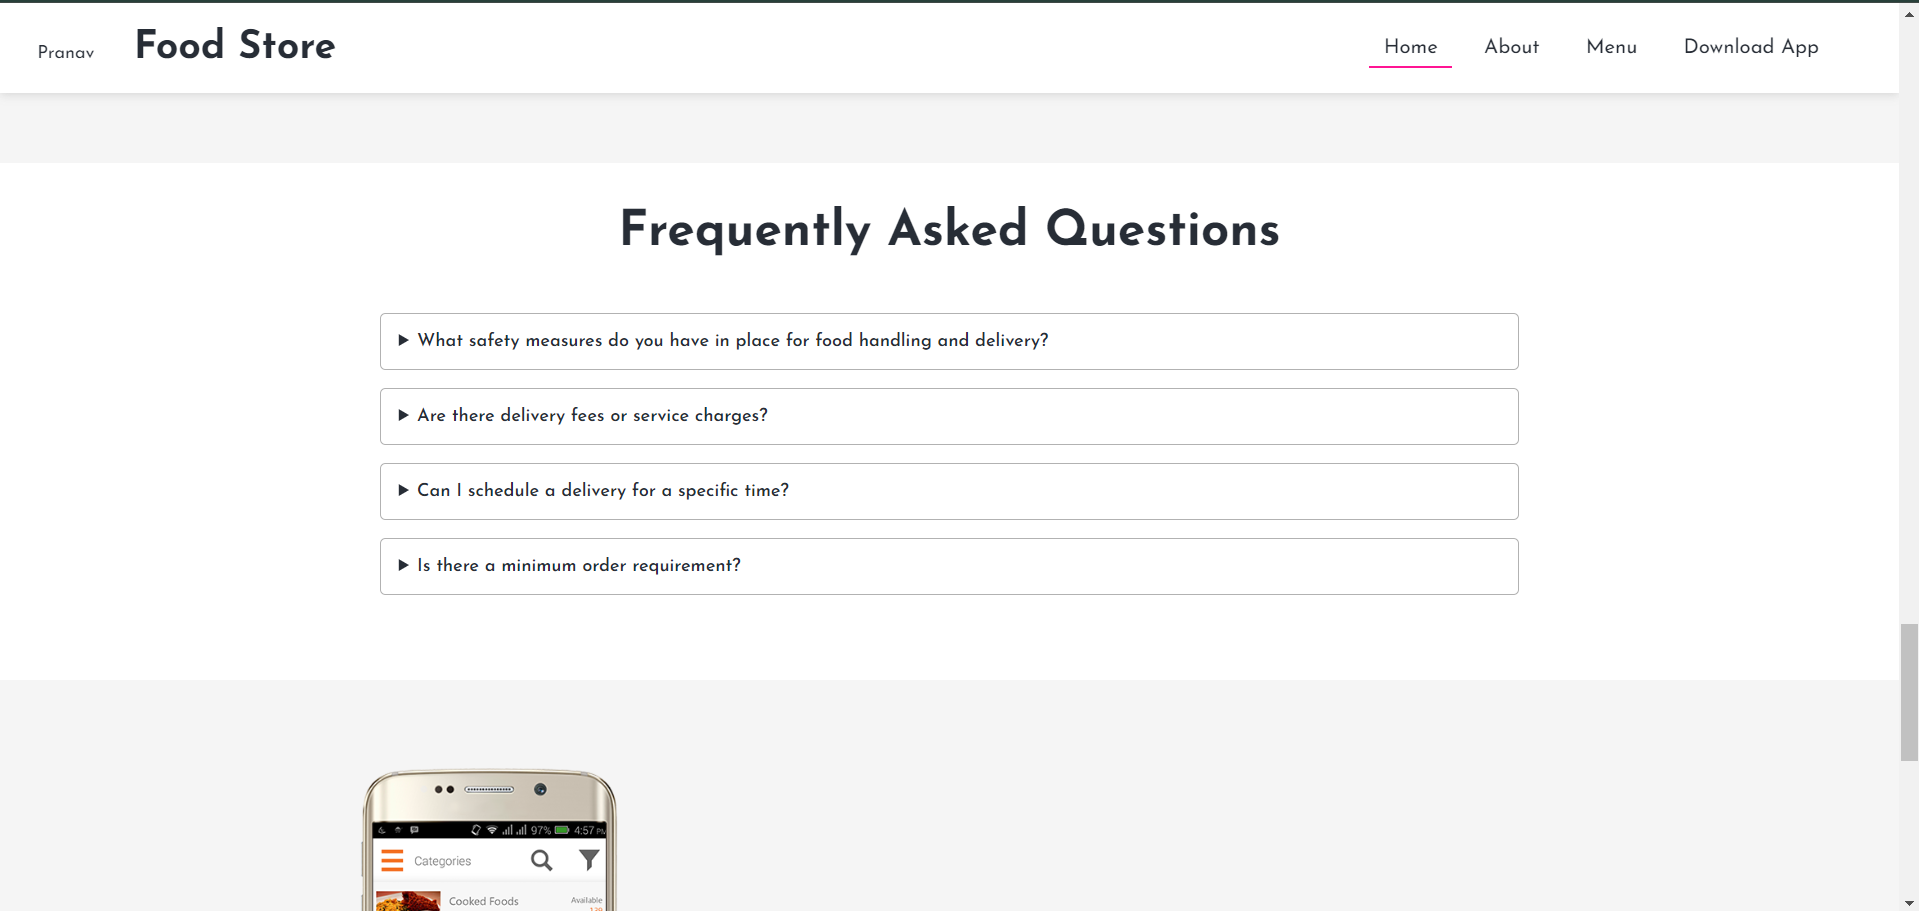 Pranav
Food Store
Home
About
Menu
Download App
Frequently Asked Questions
What safety measures do you have in place for food handling and delivery?
Are there delivery fees or service charges?
Can I schedule a delivery for a specific time?
Is there a minimum order requirement?
97% 4:57 PM
Categories
Cooked Foods
Available